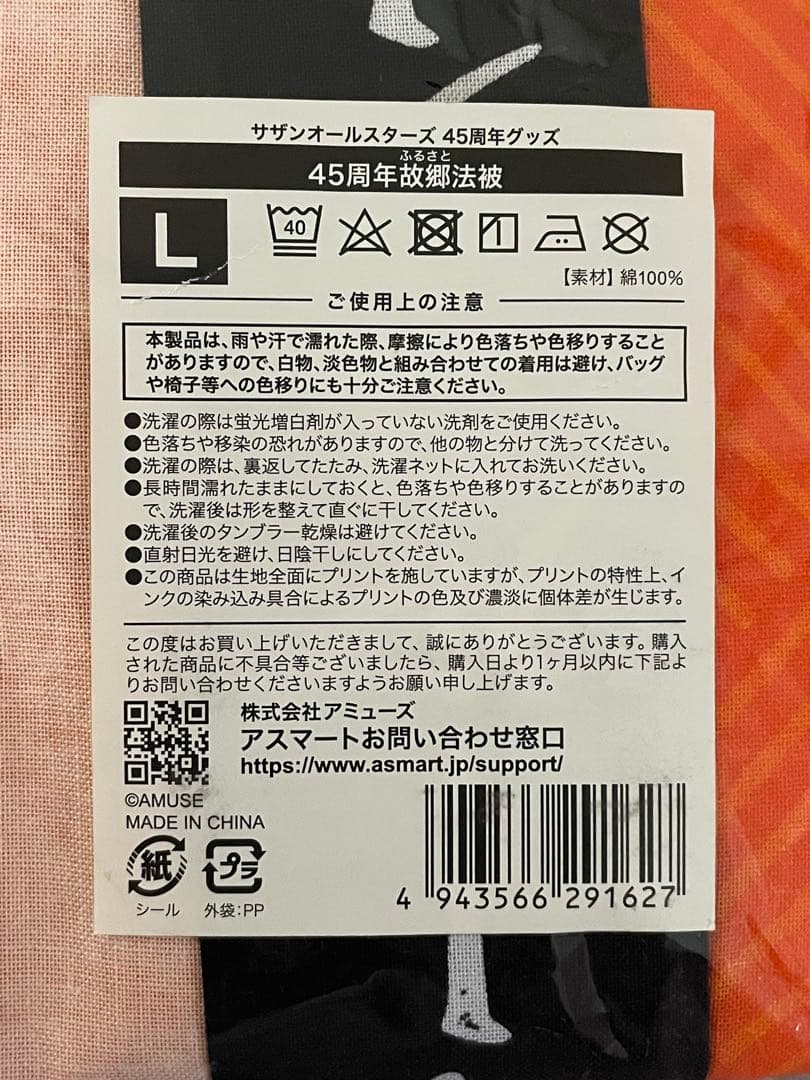 サザンオールスターズ 45周年グッズ
ふるさと
45周年故郷法被
L
40
【素材】綿100%
ご使用上の注意
本製品は、雨や汗で濡れた際、摩擦により色落ちや色移りすること
がありますので、白物、淡色物と組み合わせての着用は避け、バッグ
や椅子等への色移りにも十分ご注意ください。
●洗濯の際は蛍光増白剤が入っていない洗剤をご使用ください。
●色落ちや移染の恐れがありますので、他の物と分けて洗ってください。
●洗濯の際は、裏返してたたみ、洗濯ネットに入れてお洗いください。
●長時間濡れたままにしておくと、色落ちや色移りすることがありますの
で、洗濯後は形を整えて直ぐに干してください。
●洗濯後のタンブラー乾燥は避けてください。
●直射日光を避け、日陰干しにしてください。
●この商品は生地全面にプリントを施していますが、プリントの特性上、イ
ンクの染み込み具合によるプリントの色及び濃淡に個体差が生じます。
この度はお買い上げいただきまして、誠にありがとうございます。購入
された商品に不具合等ございましたら、購入日より1ヶ月以内に下記よ
りお問い合わせくださいますようお願い申し上げます。
株式会社アミューズ
アスマートお問い合わせ窓口
https://www.asmart.jp/support/
©AMUSE
MADE IN CHINA
紙
プラ
シール
外袋:PP
4 943566 291627